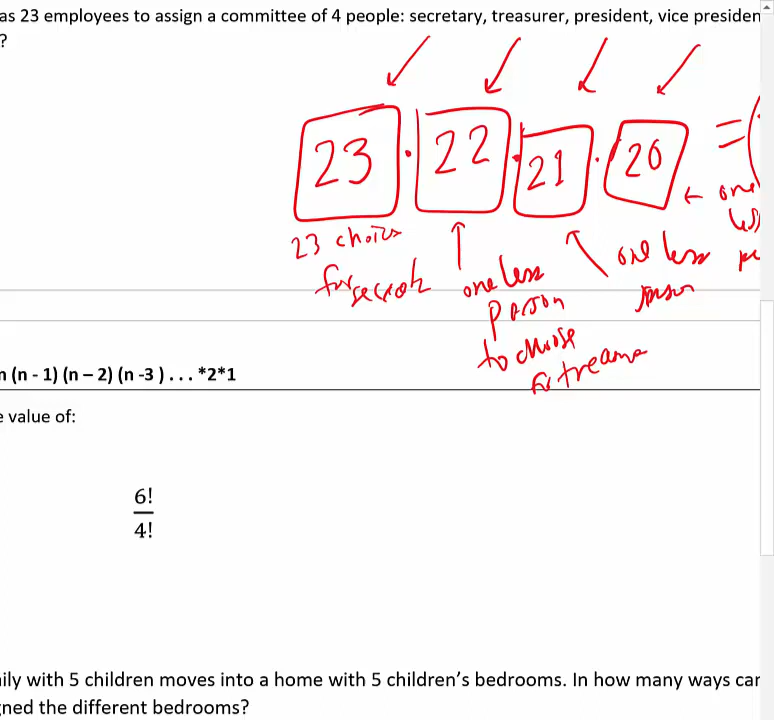 as 23 employees to assign a committee of 4 people: secretary, treasurer, president, vice presiden
?
23 · 22 · 21 · 20 =(
23 choices
for
one less
person
to choose
one less
person
one
n (n - 1) (n – 2) (n -3 ) . . . *2*1
e value of:
6!
4!
ily with 5 children moves into a home with 5 children's bedrooms. In how many ways car
ned the different bedrooms?